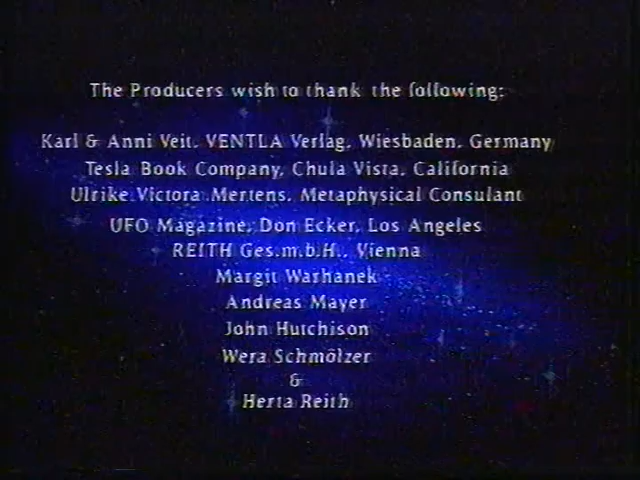 The Producers wish to thank the following:
Karl & Anni Veit, VENTLA Verlag, Wiesbaden, Germany
Tesla Book Company, Chula Vista, California
Ulrike Victora Mertens, Metaphysical Consulant
UFO Magazine, Don Ecker, Los Angeles
REITH Ges.m.b.H., Vienna
Margit Warhanek
Andreas Mayer
John Hutchison
Wera Schmölzer
&
Herta Reith